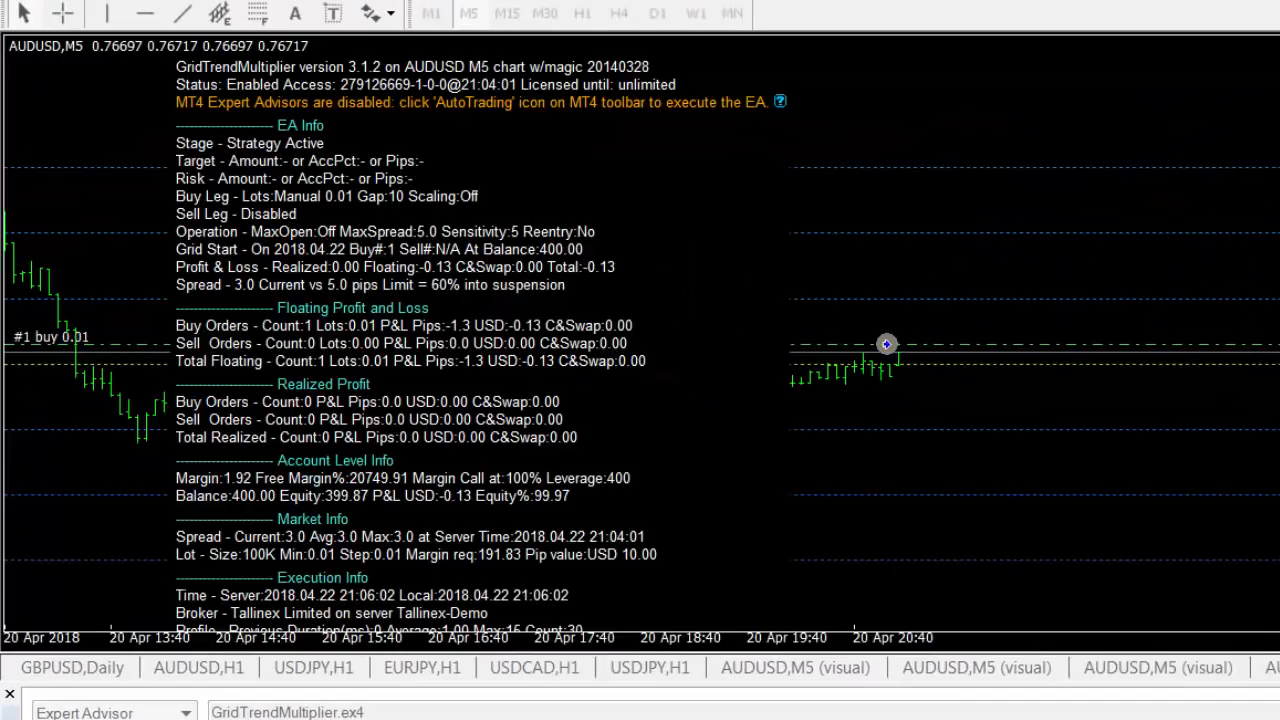 A T
M1 M5 M15 M30 H1 H4 D1 W1 MN
AUDUSD,M5 0.76697 0.76717 0.76697 0.76717
GridTrendMultiplier version 3.1.2 on AUDUSD M5 chart w/magic 20140328
Status: Enabled Access: 279126669-1-0-0@21:04:01 Licensed until: unlimited
MT4 Expert Advisors are disabled: click 'AutoTrading' icon on MT4 toolbar to execute the EA. ?
---------------------- EA Info
Stage - Strategy Active
Target - Amount:- or AccPct:- or Pips:-
Risk - Amount:- or AccPct:- or Pips:-
Buy Leg - Lots:Manual 0.01 Gap:10 Scaling:Off
Sell Leg - Disabled
Operation - MaxOpen:Off MaxSpread:5.0 Sensitivity:5 Reentry:No
Grid Start - On 2018.04.22 Buy#:1 Sell#:N/A At Balance:400.00
Profit & Loss - Realized:0.00 Floating:-0.13 C&Swap:0.00 Total:-0.13
Spread - 3.0 Current vs 5.0 pips Limit = 60% into suspension
---------------------- Floating Profit and Loss
Buy Orders - Count:1 Lots:0.01 P&L Pips:-1.3 USD:-0.13 C&Swap:0.00
#1 buy 0.01
Sell Orders - Count:0 Lots:0.00 P&L Pips:0.0 USD:0.00 C&Swap:0.00
Total Floating - Count:1 Lots:0.01 P&L Pips:-1.3 USD:-0.13 C&Swap:0.00
---------------------- Realized Profit
Buy Orders - Count:0 P&L Pips:0.0 USD:0.00 C&Swap:0.00
Sell Orders - Count:0 P&L Pips:0.0 USD:0.00 C&Swap:0.00
Total Realized - Count:0 P&L Pips:0.0 USD:0.00 C&Swap:0.00
---------------------- Account Level Info
Margin:1.92 Free Margin%:20749.91 Margin Call at:100% Leverage:400
Balance:400.00 Equity:399.87 P&L USD:-0.13 Equity%:99.97
---------------------- Market Info
Spread - Current:3.0 Avg:3.0 Max:3.0 at Server Time:2018.04.22 21:04:01
Lot - Size:100K Min:0.01 Step:0.01 Margin req:191.83 Pip value:USD 10.00
---------------------- Execution Info
Time - Server:2018.04.22 21:06:02 Local:2018.04.22 21:06:02
Broker - Tallinex Limited on server Tallinex-Demo
Profile - Previous Duration(ms):0 Average:1.00 Max:15 Count:30
20 Apr 2018 20 Apr 13:40 20 Apr 14:40 20 Apr 15:40 20 Apr 16:40 20 Apr 17:40 20 Apr 18:40 20 Apr 19:40 20 Apr 20:40
GBPUSD,Daily AUDUSD,H1 USDJPY,H1 EURJPY,H1 USDCAD,H1 USDJPY,H1 AUDUSD,M5 (visual) AUDUSD,M5 (visual) AUDUSD,M5 (visual)
Expert Advisor GridTrendMultiplier.ex4